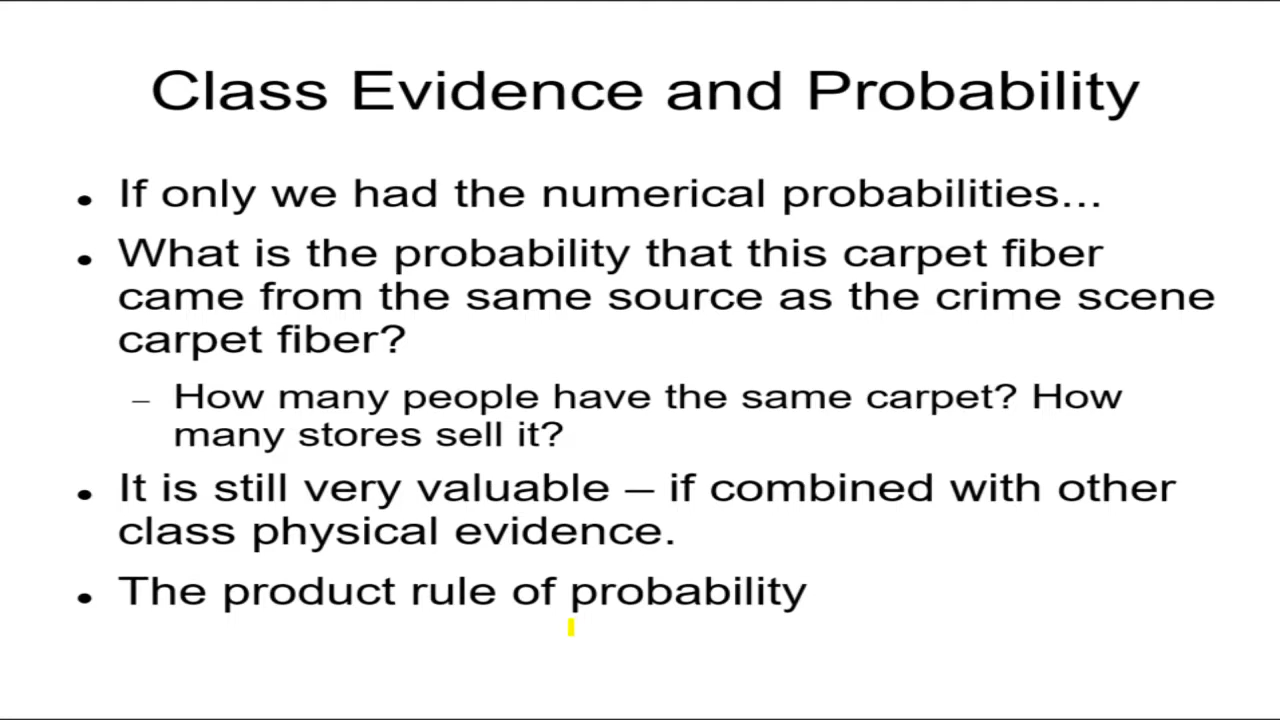 Class Evidence and Probability
• If only we had the numerical probabilities...
• What is the probability that this carpet fiber
came from the same source as the crime scene
carpet fiber?
– How many people have the same carpet? How
many stores sell it?
• It is still very valuable – if combined with other
class physical evidence.
• The product rule of probability